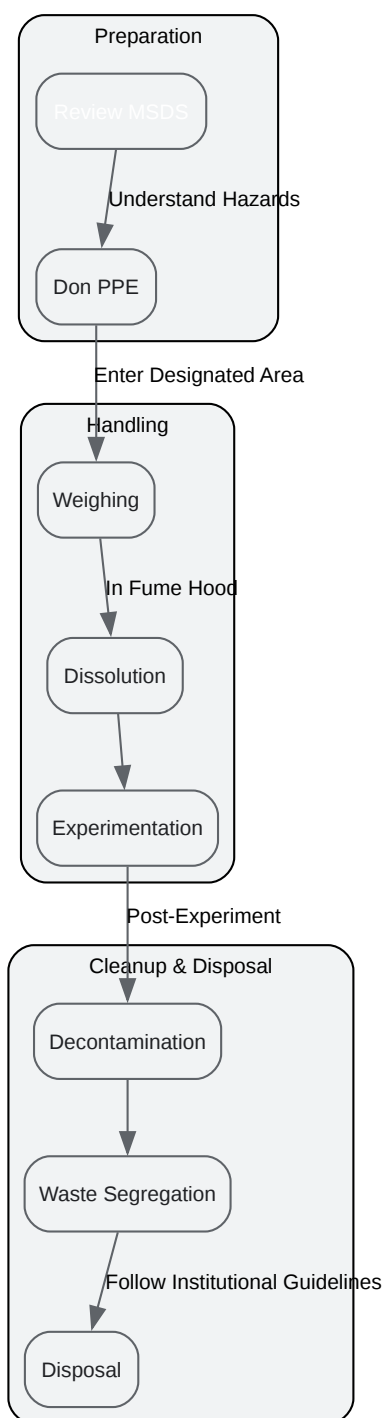 Preparation
Review MSDS
Understand Hazards
Don PPE
Enter Designated Area
Handling
Weighing
In Fume Hood
Dissolution
Experimentation
Post-Experiment
Cleanup & Disposal
Decontamination
Waste Segregation
Follow Institutional Guidelines
Disposal